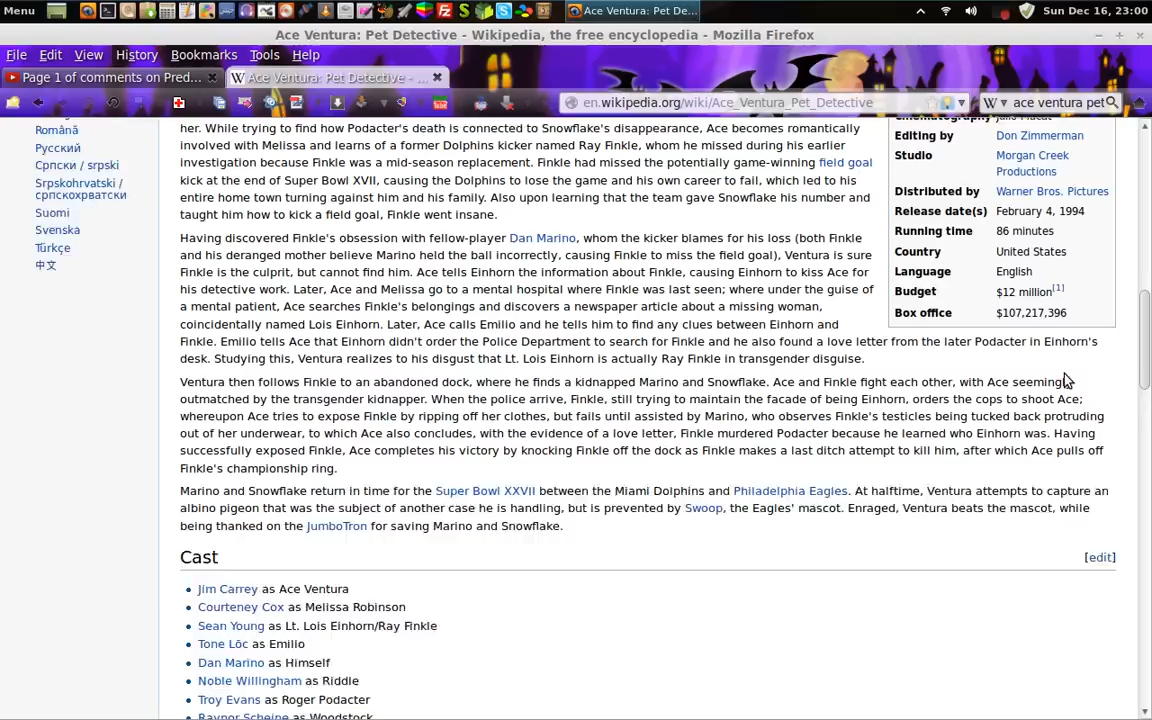 Menu
Ace Ventura: Pet De...
Sun Dec 16, 23:00
Ace Ventura: Pet Detective - Wikipedia, the free encyclopedia - Mozilla Firefox
File Edit View History Bookmarks Tools Help
Page 1 of comments on Pred...
Ace Ventura: Pet Detective - ...
en.wikipedia.org/wiki/Ace_Ventura_Pet_Detective
ace ventura pet
Română
Русский
Српски / srpski
Srpskohrvatski /
српскохрватски
Suomi
Svenska
Türkçe
中文
her. While trying to find how Podacter's death is connected to Snowflake's disappearance, Ace becomes romantically
involved with Melissa and learns of a former Dolphins kicker named Ray Finkle, whom he missed during his earlier
investigation because Finkle was a mid-season replacement. Finkle had missed the potentially game-winning field goal
kick at the end of Super Bowl XVII, causing the Dolphins to lose the game and his own career to fail, which led to his
entire home town turning against him and his family. Also upon learning that the team gave Snowflake his number and
taught him how to kick a field goal, Finkle went insane.
Having discovered Finkle's obsession with fellow-player Dan Marino, whom the kicker blames for his loss (both Finkle
and his deranged mother believe Marino held the ball incorrectly, causing Finkle to miss the field goal), Ventura is sure
Finkle is the culprit, but cannot find him. Ace tells Einhorn the information about Finkle, causing Einhorn to kiss Ace for
his detective work. Later, Ace and Melissa go to a mental hospital where Finkle was last seen; where under the guise of
a mental patient, Ace searches Finkle's belongings and discovers a newspaper article about a missing woman,
coincidentally named Lois Einhorn. Later, Ace calls Emilio and he tells him to find any clues between Einhorn and
Finkle. Emilio tells Ace that Einhorn didn't order the Police Department to search for Finkle and he also found a love letter from the later Podacter in Einhorn's
desk. Studying this, Ventura realizes to his disgust that Lt. Lois Einhorn is actually Ray Finkle in transgender disguise.
Ventura then follows Finkle to an abandoned dock, where he finds a kidnapped Marino and Snowflake. Ace and Finkle fight each other, with Ace seeming
outmatched by the transgender kidnapper. When the police arrive, Finkle, still trying to maintain the facade of being Einhorn, orders the cops to shoot Ace;
whereupon Ace tries to expose Finkle by ripping off her clothes, but fails until assisted by Marino, who observes Finkle's testicles being tucked back protruding
out of her underwear, to which Ace also concludes, with the evidence of a love letter, Finkle murdered Podacter because he learned who Einhorn was. Having
successfully exposed Finkle, Ace completes his victory by knocking Finkle off the dock as Finkle makes a last ditch attempt to kill him, after which Ace pulls off
Finkle's championship ring.
Marino and Snowflake return in time for the Super Bowl XXVII between the Miami Dolphins and Philadelphia Eagles. At halftime, Ventura attempts to capture an
albino pigeon that was the subject of another case he is handling, but is prevented by Swoop, the Eagles' mascot. Enraged, Ventura beats the mascot, while
being thanked on the JumboTron for saving Marino and Snowflake.
Editing by Don Zimmerman
Studio Morgan Creek
Productions
Distributed by Warner Bros. Pictures
Release date(s) February 4, 1994
Running time 86 minutes
Country United States
Language English
Budget $12 million[1]
Box office $107,217,396
Cast [edit]
Jim Carrey as Ace Ventura
Courteney Cox as Melissa Robinson
Sean Young as Lt. Lois Einhorn/Ray Finkle
Tone Lōc as Emilio
Dan Marino as Himself
Noble Willingham as Riddle
Troy Evans as Roger Podacter
Raynor Scheine as Woodstock